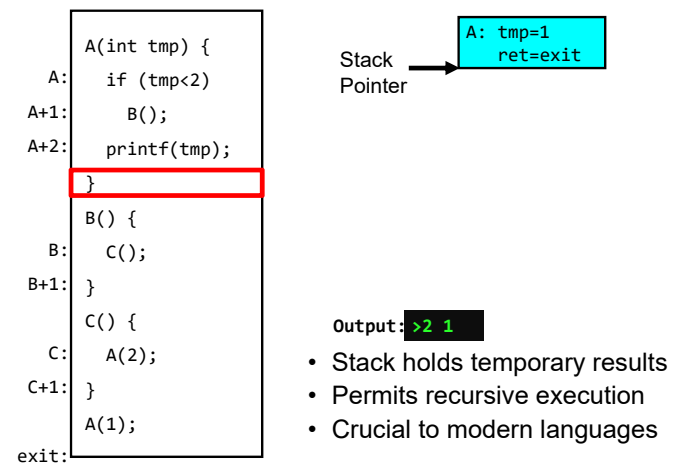 A(int tmp) {
A: if (tmp<2)
A+1: B();
A+2: printf(tmp);
}
B() {
B: C();
B+1: }
C() {
C: A(2);
C+1: }
A(1);
exit:
Stack
Pointer
A: tmp=1
ret=exit
Output: >2 1
• Stack holds temporary results
• Permits recursive execution
• Crucial to modern languages